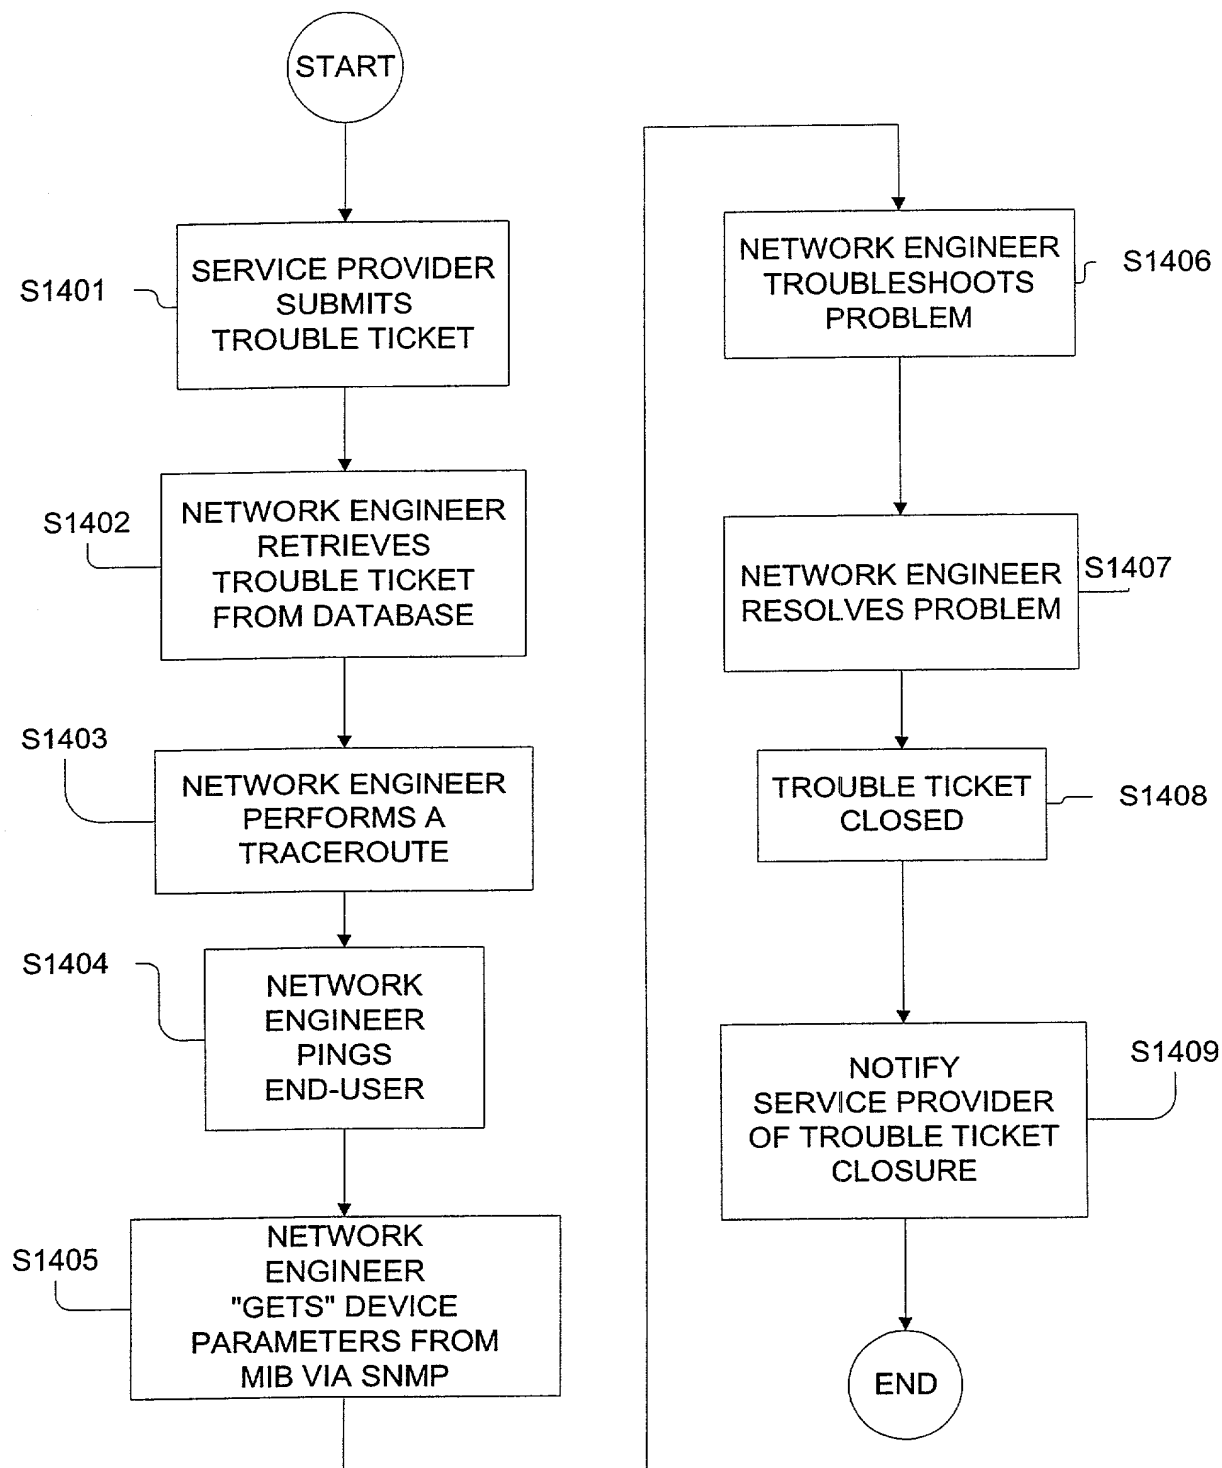 START
S1401
SERVICE PROVIDER
SUBMITS
TROUBLE TICKET
S1402
NETWORK ENGINEER
RETRIEVES
TROUBLE TICKET
FROM DATABASE
S1403
NETWORK ENGINEER
PERFORMS A
TRACEROUTE
S1404
NETWORK
ENGINEER
PINGS
END-USER
S1405
NETWORK
ENGINEER
"GETS" DEVICE
PARAMETERS FROM
MIB VIA SNMP
NETWORK ENGINEER
TROUBLESHOOTS
PROBLEM
S1406
NETWORK ENGINEER
RESOLVES PROBLEM
S1407
TROUBLE TICKET
CLOSED
S1408
NOTIFY
SERVICE PROVIDER
OF TROUBLE TICKET
CLOSURE
S1409
END